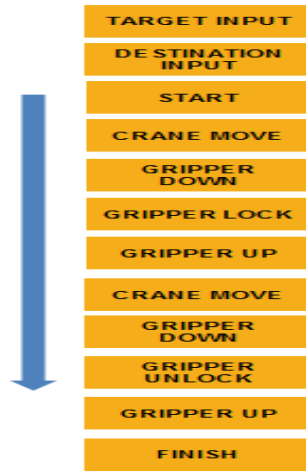 TARGET INPUT
DESTINATION
INPUT
START
CRANE MOVE
GRIPPER
DOWN
GRIPPER LOCK
GRIPPER UP
CRANE MOVE
GRIPPER
DOWN
GRIPPER
UNLOCK
GRIPPER UP
FINISH